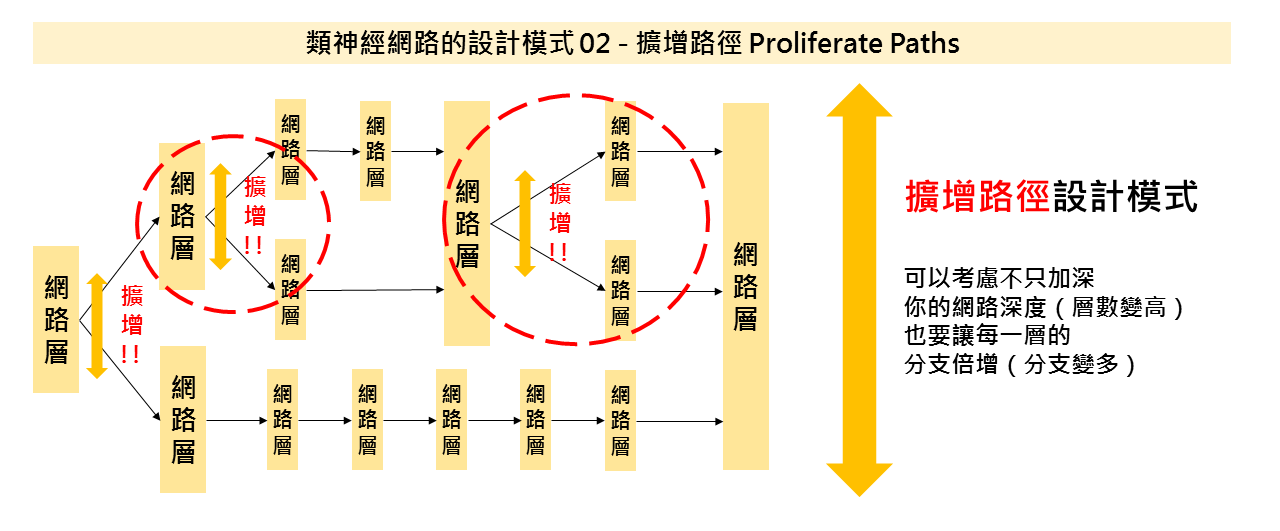 類神經網路的設計模式 02 - 擴增路徑 Proliferate Paths
網路層
擴增!!
網路層
擴增!!
網路層
網路層
網路層
網路層
擴增!!
網路層
網路層
網路層
網路層
網路層
網路層
網路層
網路層
網路層
擴增路徑設計模式
可以考慮不只加深
你的網路深度（層數變高）
也要讓每一層的
分支倍增（分支變多）